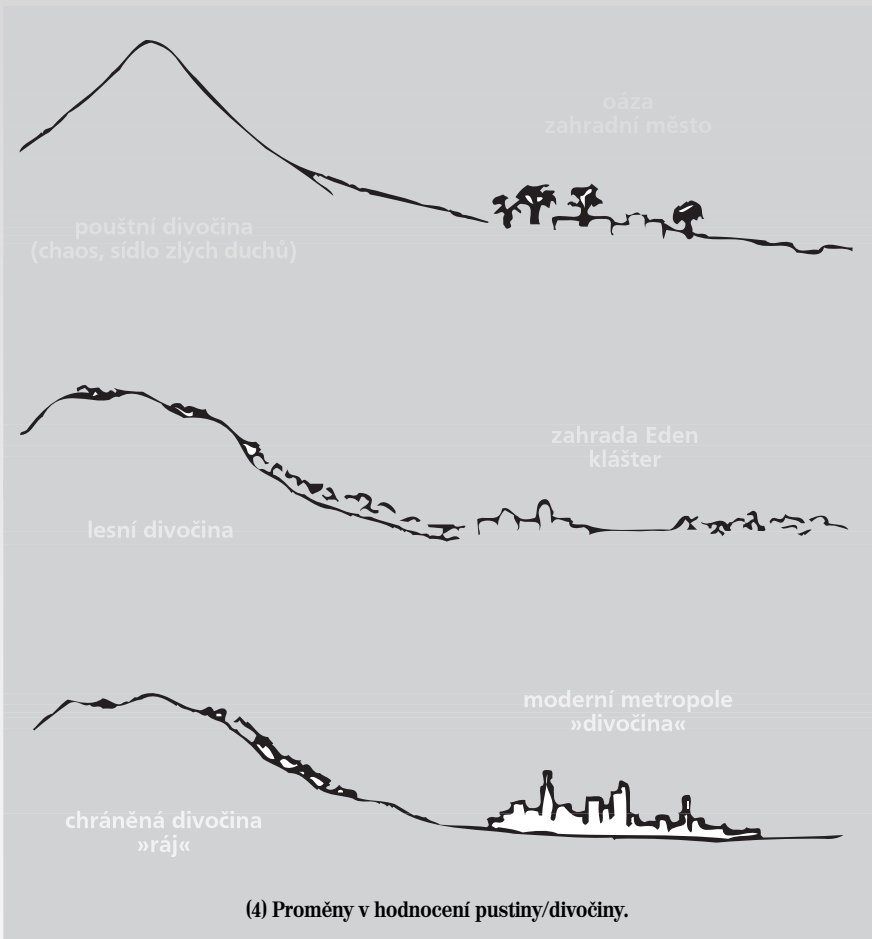 oáza
zahradní město
pouštní divočina
(chaos, sídlo zlých duchů)
zahrada Eden
klášter
lesní divočina
moderní metropole
»divočina«
chráněná divočina
»ráj«
(4) Proměny v hodnocení pustiny/divočiny.